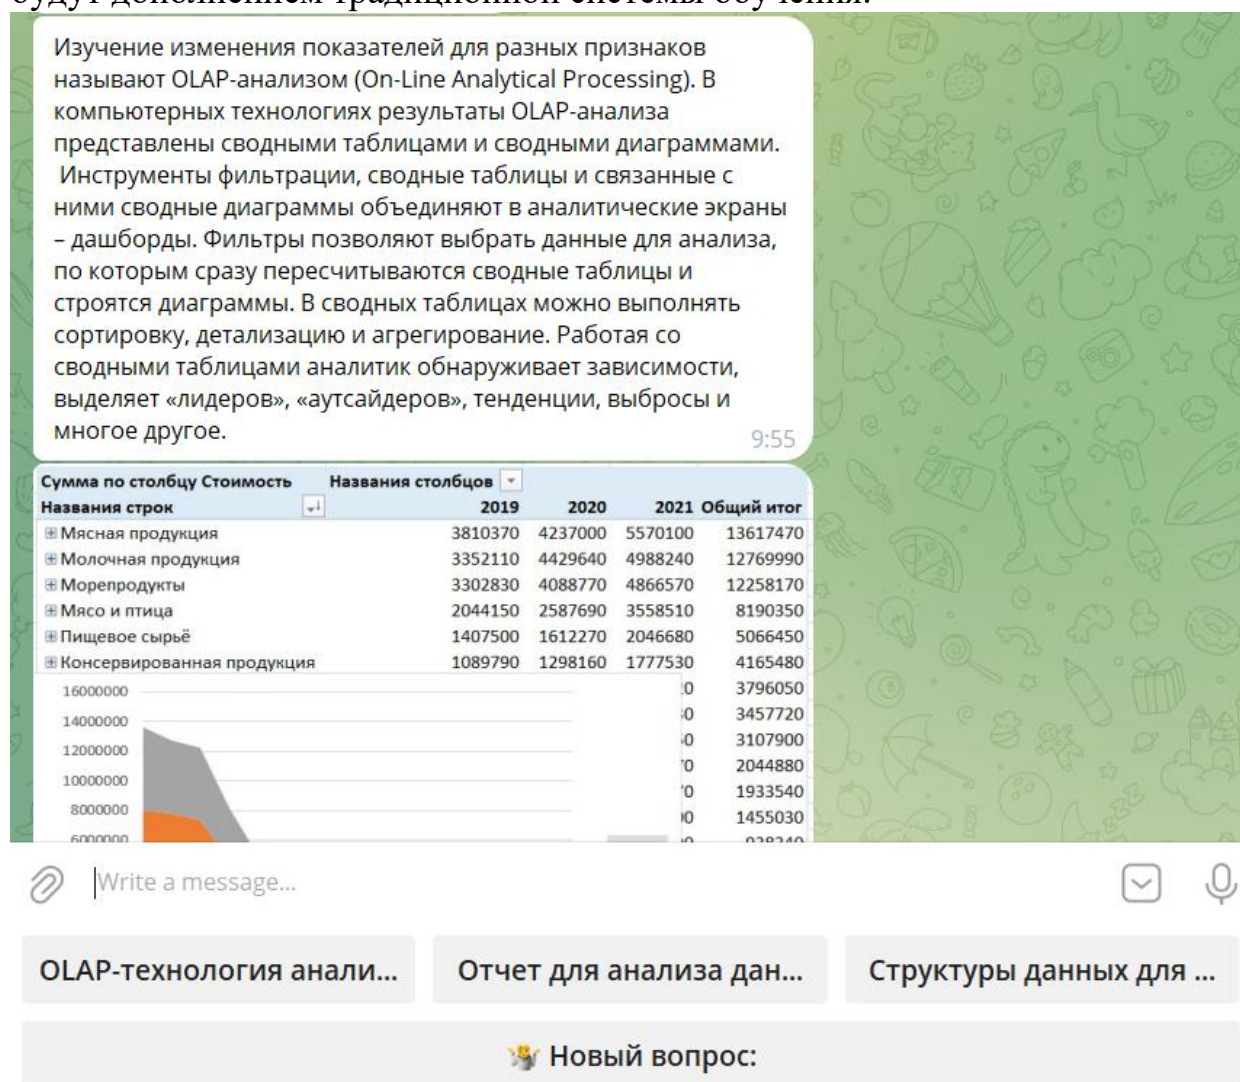 будут дополнением традиционной системы обучения.
Изучение изменения показателей для разных признаков
называют OLAP-анализом (On-Line Analytical Processing). В
компьютерных технологиях результаты OLAP-анализа
представлены сводными таблицами и сводными диаграммами.
Инструменты фильтрации, сводные таблицы и связанные с
ними сводные диаграммы объединяют в аналитические экраны
– дашборды. Фильтры позволяют выбрать данные для анализа,
по которым сразу пересчитываются сводные таблицы и
строятся диаграммы. В сводных таблицах можно выполнять
сортировку, детализацию и агрегирование. Работая со
сводными таблицами аналитик обнаруживает зависимости,
выделяет «лидеров», «аутсайдеров», тенденции, выбросы и
многое другое.
9:55
Сумма по столбцу Стоимость Названия столбцов
Названия строк 2019 2020 2021 Общий итог
Мясная продукция 3810370 4237000 5570100 13617470
Молочная продукция 3352110 4429640 4988240 12769990
Морепродукты 3302830 4088770 4866570 12258170
Мясо и птица 2044150 2587690 3558510 8190350
Пищевое сырьё 1407500 1612270 2046680 5066450
Консервированная продукция 1089790 1298160 1777530 4165480
16000000 3796050
14000000 3457720
12000000 3107900
10000000 2044880
1933540
8000000 1455030
6000000
Write a message...
OLAP-технология анали...
Отчет для анализа дан...
Структуры данных для ...
Новый вопрос: